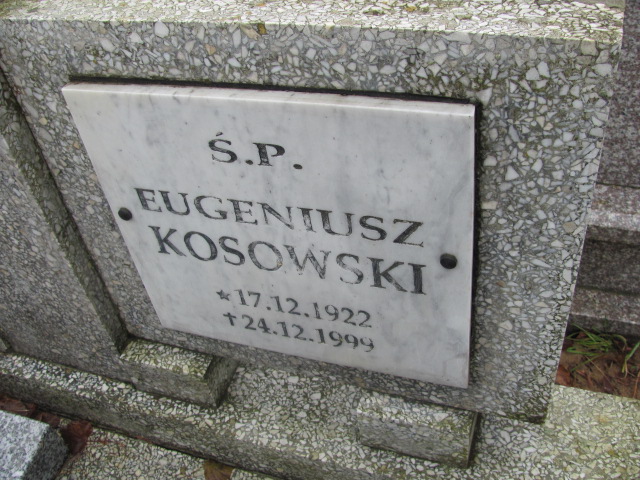 Ś.P.
EUGENIUSZ
KOSOWSKI
*17.12.1922
†24.12.1999